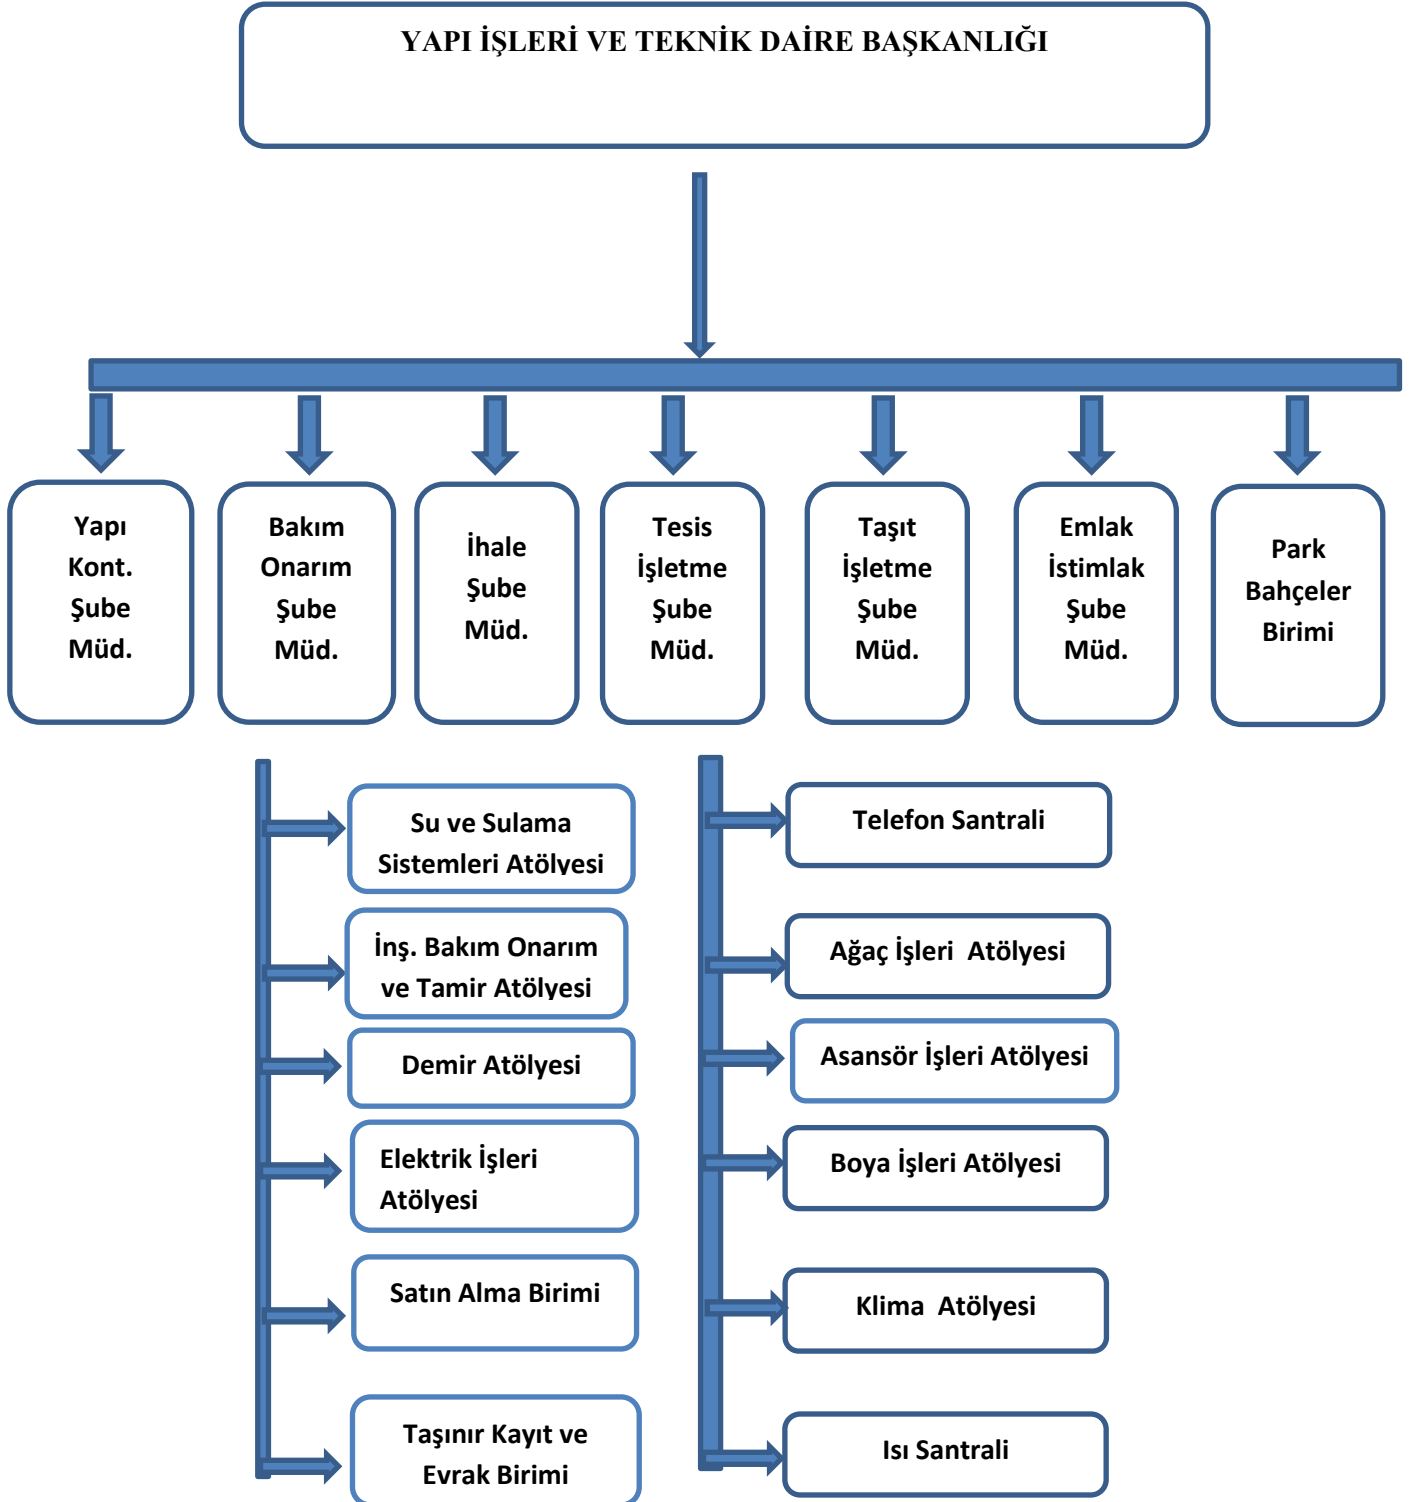 YAPI İŞLERİ VE TEKNİK DAİRE BAŞKANLIĞI
Yapı
Kont.
Şube
Müd.
Bakım
Onarım
Şube
Müd.
İhale
Şube
Müd.
Tesis
İşletme
Şube
Müd.
Taşıt
İşletme
Şube
Müd.
Emlak
İstimlak
Şube
Müd.
Park
Bahçeler
Birimi
Su ve Sulama
Sistemleri Atölyesi
İnş. Bakım Onarım
ve Tamir Atölyesi
Demir Atölyesi
Elektrik İşleri
Atölyesi
Satın Alma Birimi
Taşınır Kayıt ve
Evrak Birimi
Telefon Santrali
Ağaç İşleri  Atölyesi
Asansör İşleri Atölyesi
Boya İşleri Atölyesi
Klima  Atölyesi
Isı Santrali